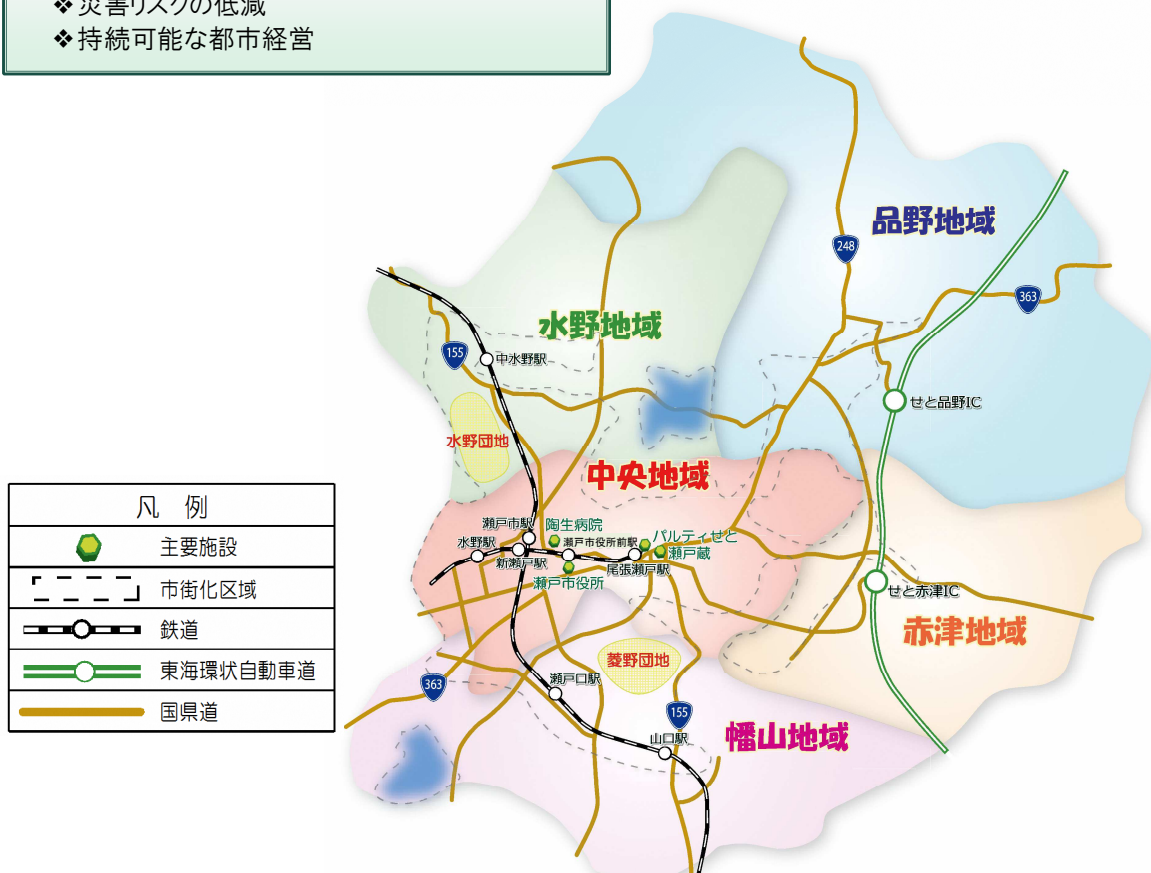 ❖災害リスクの低減
❖持続可能な都市経営
品野地域
248
363
水野地域
155
中水野駅
せと品野IC
水野団地
中央地域
凡 例
主要施設
市街化区域
鉄道
東海環状自動車道
国県道
瀬戸市駅
陶生病院
パルティせと
水野駅
瀬戸市役所前駅
瀬戸蔵
新瀬戸駅
尾張瀬戸駅
瀬戸市役所
せと赤津IC
赤津地域
菱野団地
瀬戸口駅
363
155
山口駅
幡山地域